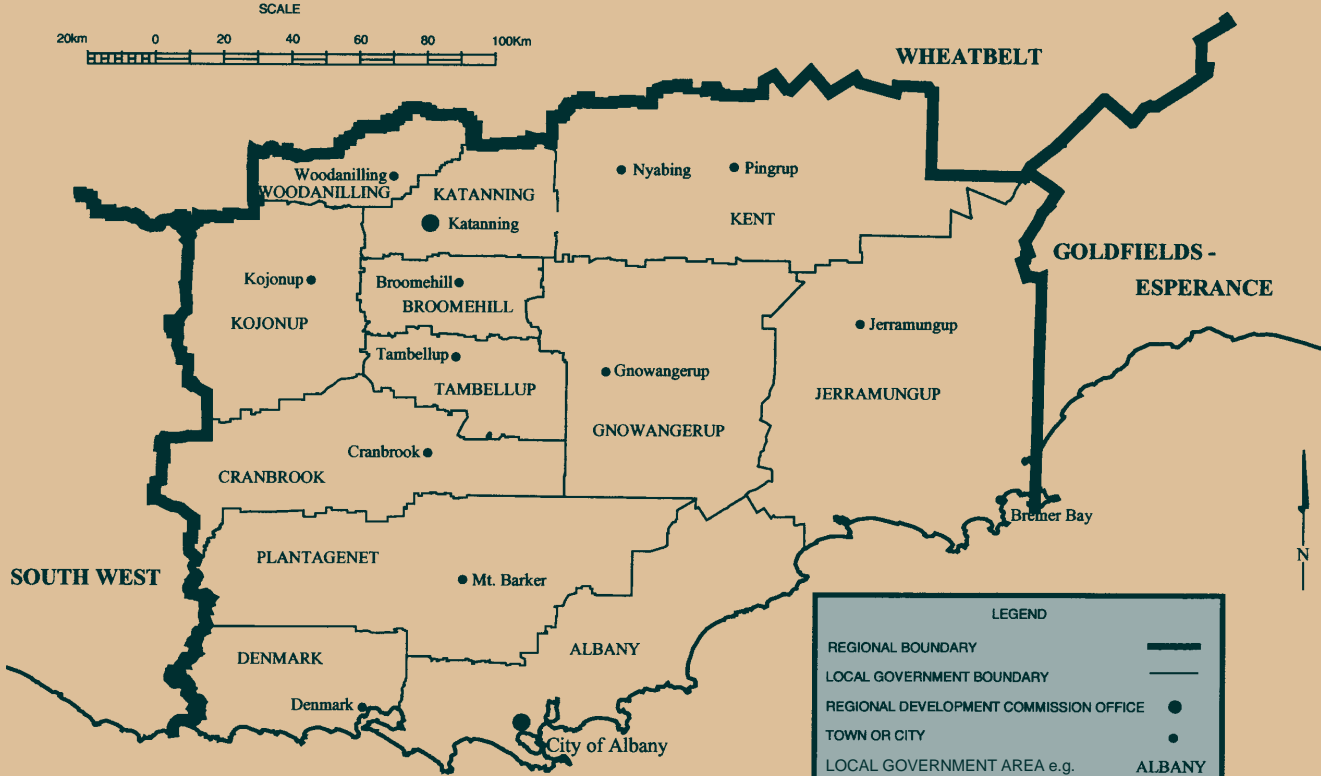 SCALE
20km 0 20 40 60 80 100Km
WHEATBELT
Woodanilling
WOODANILLING
Nyabing
Pingrup
KATANNING
Katanning
KENT
GOLDFIELDS -
ESPERANCE
Kojonup
KOJONUP
Broomehill
BROOMEHILL
Jerramungup
JERRAMUNGUP
Tambellup
TAMBELLUP
Gnowangerup
GNOWANGERUP
Cranbrook
CRANBROOK
Bremer Bay
N
PLANTAGENET
Mt. Barker
SOUTH WEST
DENMARK
Denmark
ALBANY
City of Albany
LEGEND
REGIONAL BOUNDARY
LOCAL GOVERNMENT BOUNDARY
REGIONAL DEVELOPMENT COMMISSION OFFICE
TOWN OR CITY
LOCAL GOVERNMENT AREA e.g. ALBANY